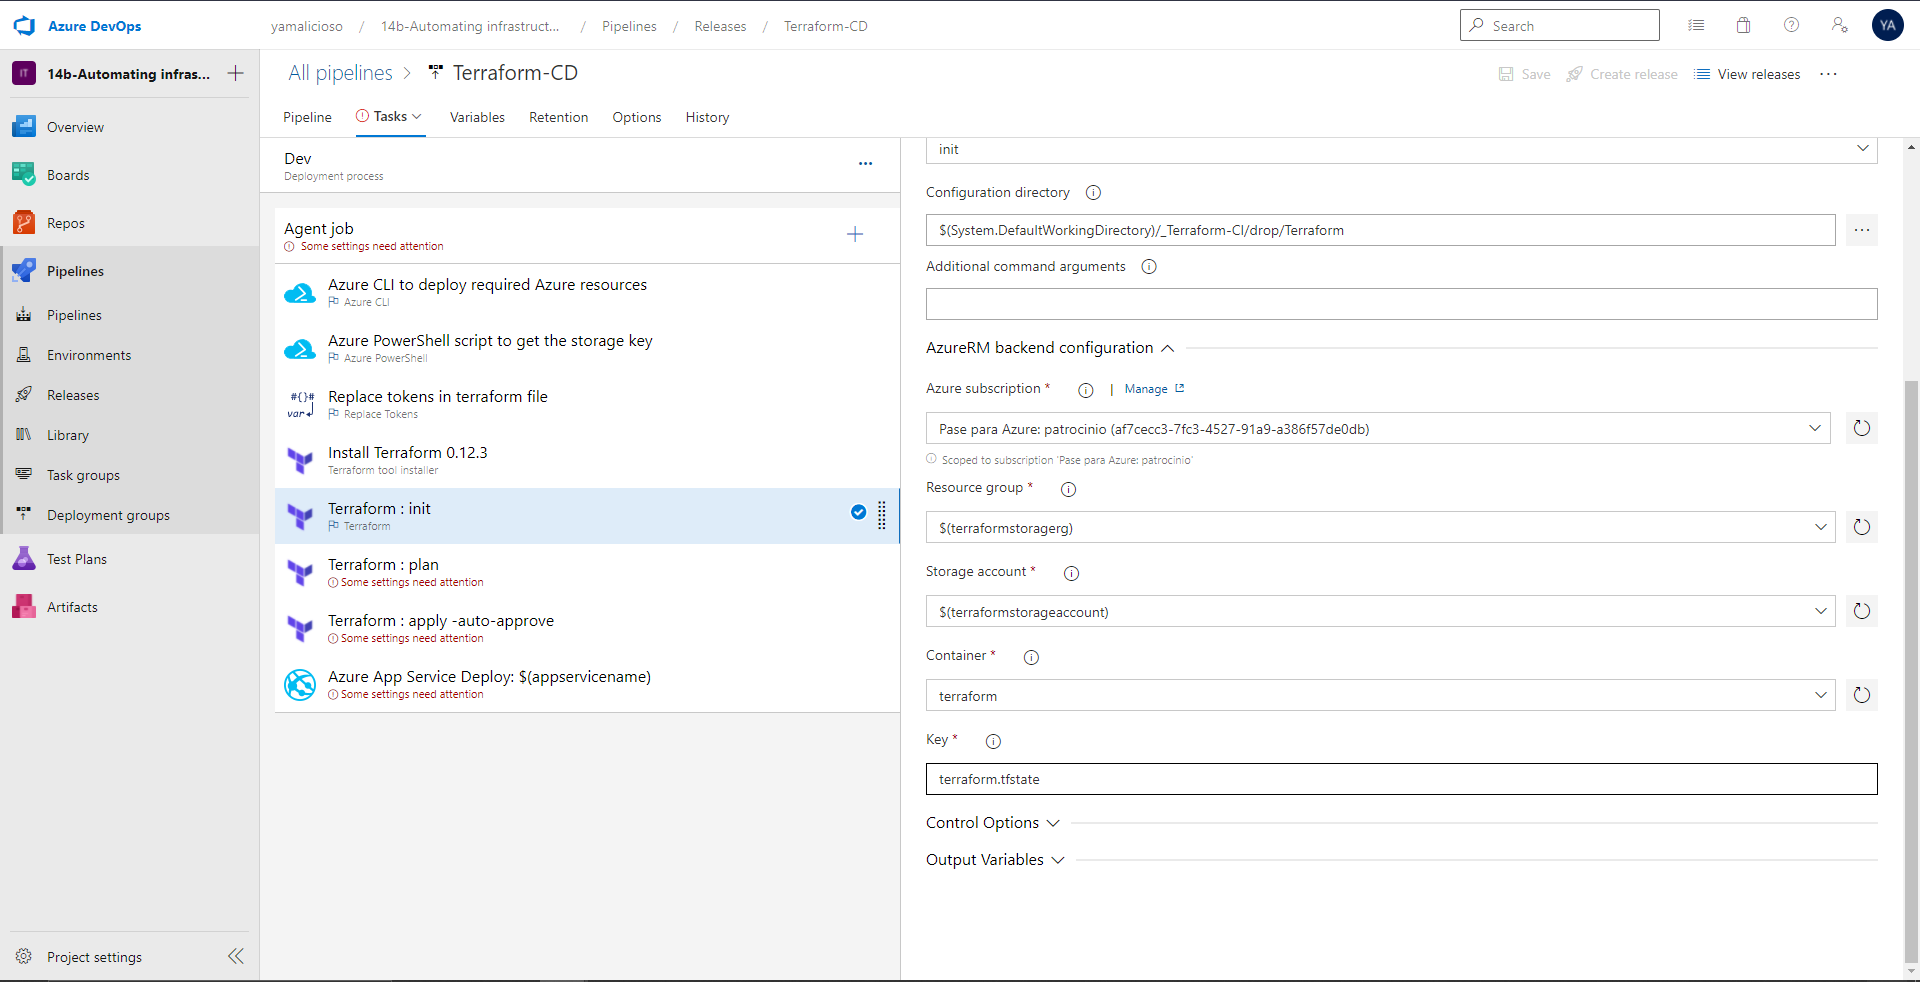 Azure DevOps
yamalicioso / 14b-Automating infrastruct... / Pipelines / Releases / Terraform-CD
Search
YA
IT
14b-Automating infras...
Overview
Boards
Repos
Pipelines
Pipelines
Environments
Releases
Library
Task groups
Deployment groups
Test Plans
Artifacts
Project settings
All pipelines > Terraform-CD
Save
Create release
View releases
Pipeline
Tasks
Variables
Retention
Options
History
Dev
Deployment process
Agent job
Some settings need attention
Azure CLI to deploy required Azure resources
Azure CLI
Azure PowerShell script to get the storage key
Azure PowerShell
#{}#
var
Replace tokens in terraform file
Replace Tokens
Install Terraform 0.12.3
Terraform tool installer
Terraform : init
Terraform
Terraform : plan
Some settings need attention
Terraform : apply -auto-approve
Some settings need attention
Azure App Service Deploy: $(appservicename)
Some settings need attention
init
Configuration directory
$(System.DefaultWorkingDirectory)/_Terraform-CI/drop/Terraform
Additional command arguments
AzureRM backend configuration
Azure subscription * | Manage
Pase para Azure: patrocinio (af7cecc3-7fc3-4527-91a9-a386f57de0db)
Scoped to subscription 'Pase para Azure: patrocinio'
Resource group *
$(terraformstoragerg)
Storage account *
$(terraformstorageaccount)
Container *
terraform
Key *
terraform.tfstate
Control Options
Output Variables